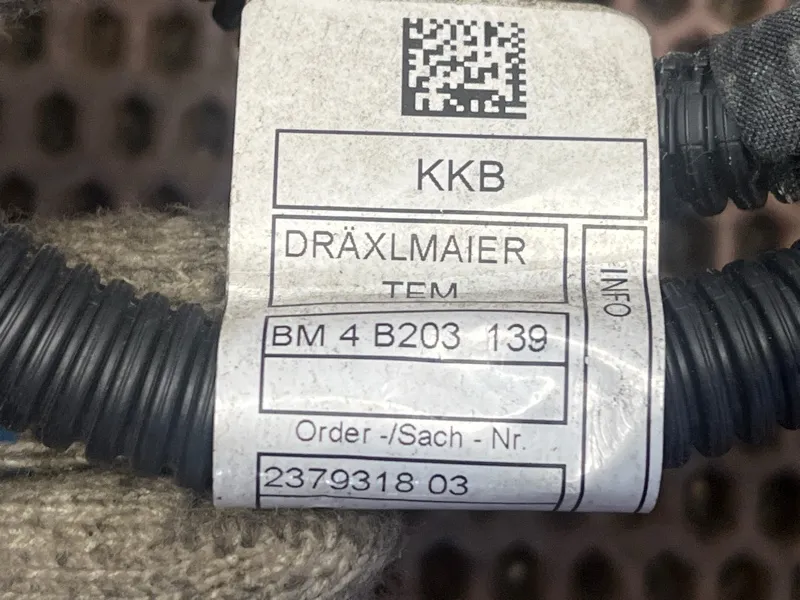 KKB
DRÄXLMAIER
TEM
BM 4 B203 139
INFO
Order -/Sach - Nr.
2379318 03